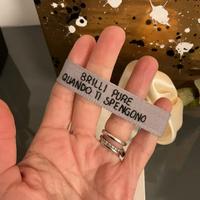 BRILLI PURE
QUANDO TI SPENGONO